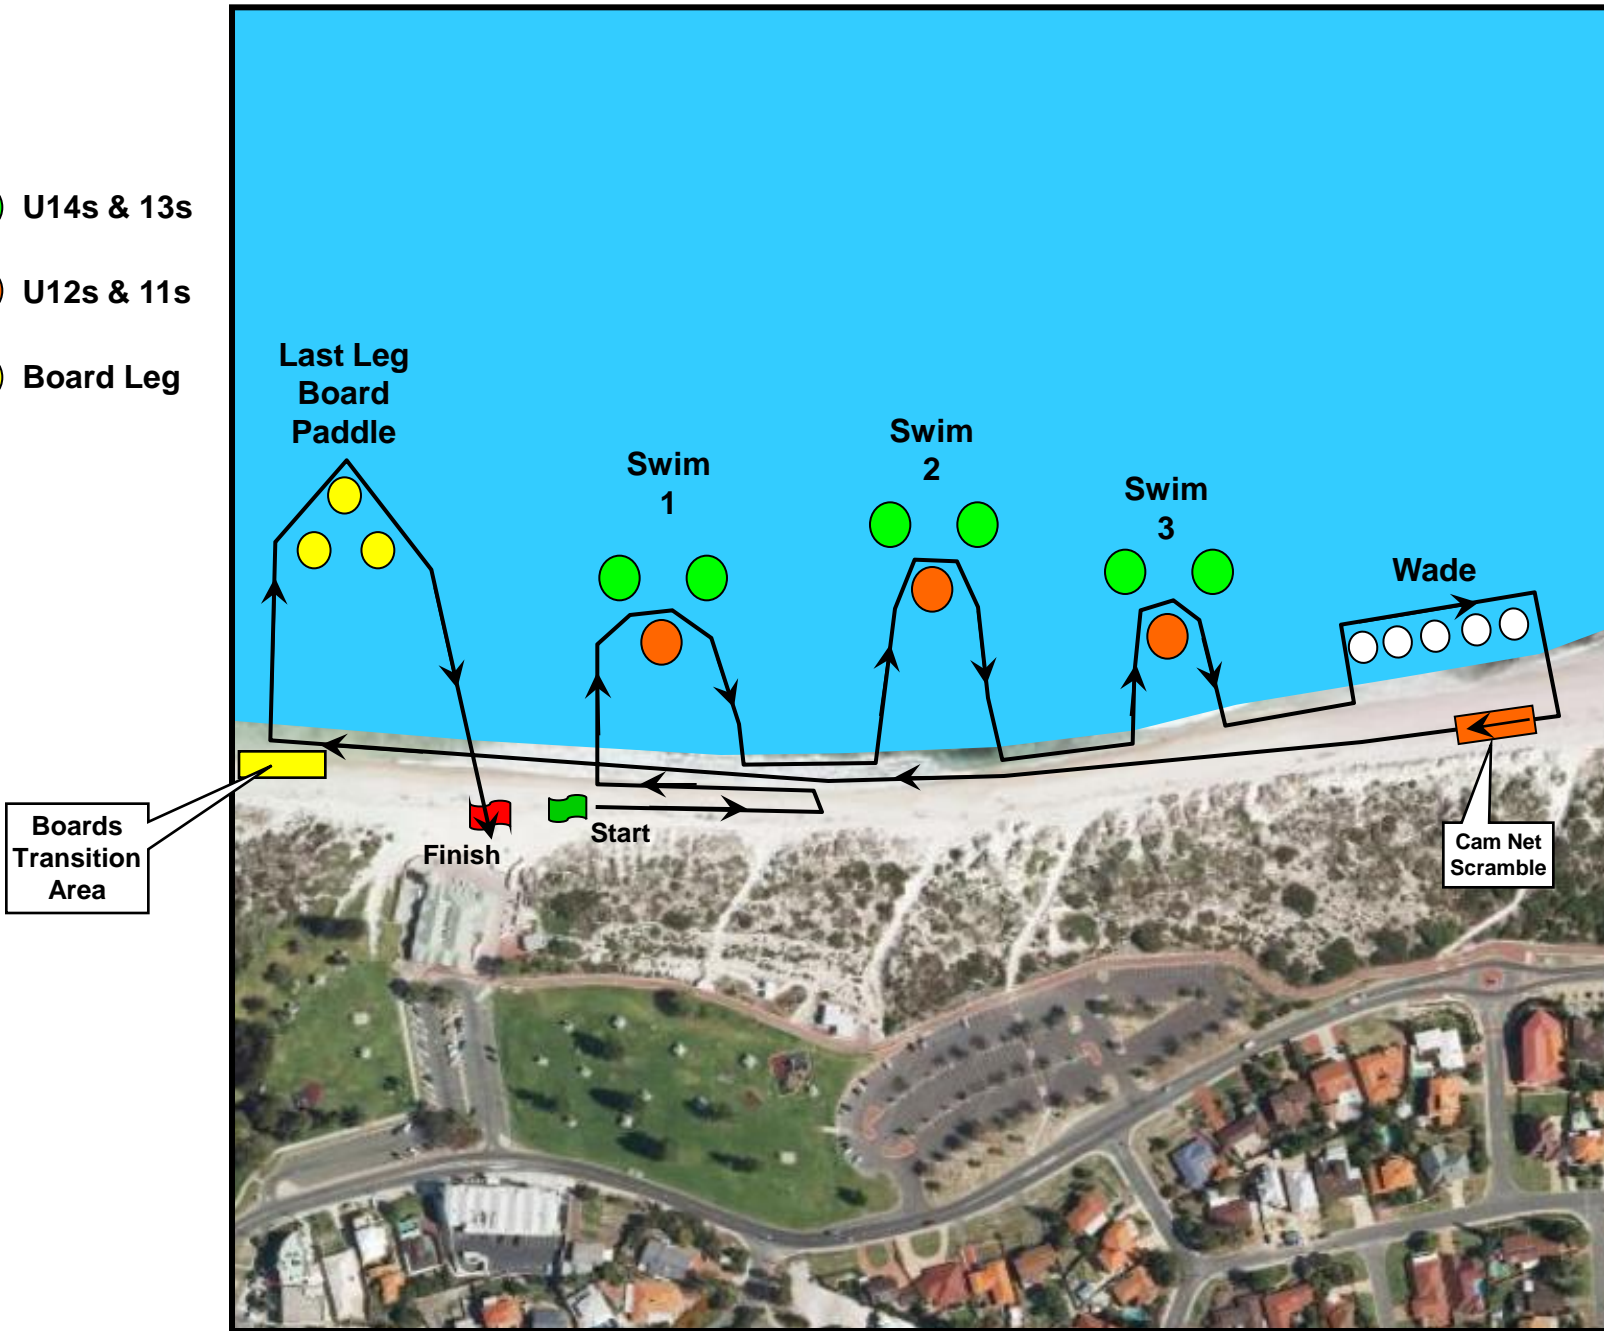 U14s & 13s
U12s & 11s
Board Leg
Last Leg
Board
Paddle
Swim
1
Swim
2
Swim
3
Wade
Boards
Transition
Area
Finish
Start
Cam Net
Scramble